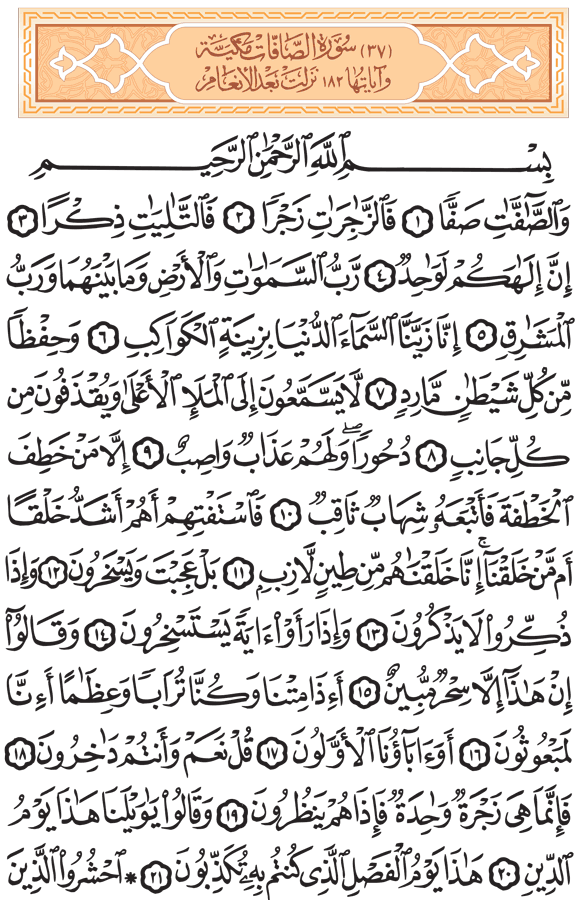 (٣٧) سُورَةُ الصَّافَّاتِ مَكِّيَّة
وَآيَاتُهَا ١٨٢ نَزَلَتْ بَعْدَ الأَنعَامِ
بِسْمِ ٱللَّهِ ٱلرَّحْمَٰنِ ٱلرَّحِيمِ
وَٱلصَّٰٓفَّٰتِ صَفًّا ١ فَٱلزَّٰجِرَٰتِ زَجْرًا ٢ فَٱلتَّٰلِيَٰتِ ذِكْرًا ٣
إِنَّ إِلَٰهَكُمْ لَوَٰحِدٌ ٤ رَّبُّ ٱلسَّمَٰوَٰتِ وَٱلْأَرْضِ وَمَا بَيْنَهُمَا وَرَبُّ
ٱلْمَشَٰرِقِ ٥ إِنَّا زَيَّنَّا ٱلسَّمَآءَ ٱلدُّنْيَا بِزِينَةٍ ٱلْكَوَاكِبِ ٦ وَحِفْظًا
مِّن كُلِّ شَيْطَٰنٍ مَّارِدٍ ٧ لَّا يَسَّمَّعُونَ إِلَى ٱلْمَلَإِ ٱلْأَعْلَىٰ وَيُقْذَفُونَ مِن
كُلِّ جَانِبٍ ٨ دُحُورًا ۖ وَلَهُمْ عَذَابٌ وَاصِبٌ ٩ إِلَّا مَنْ خَطِفَ
ٱلْخَطْفَةَ فَأَتْبَعَهُۥ شِهَابٌ ثَاقِبٌ ١٠ فَٱسْتَفْتِهِمْ أَهُمْ أَشَدُّ خَلْقًا
أَم مَّنْ خَلَقْنَآ ۚ إِنَّا خَلَقْنَٰهُم مِّن طِينٍ لَّازِبٍۭ ١١ بَلْ عَجِبْتَ وَيَسْخَرُونَ ١٢ وَإِذَا
ذُكِّرُوا۟ لَا يَذْكُرُونَ ١٣ وَإِذَا رَأَوْا۟ ءَايَةً يَسْتَسْخِرُونَ ١٤ وَقَالُوٓا۟
إِنْ هَٰذَآ إِلَّا سِحْرٌ مُّبِينٌ ١٥ أَءِذَا مِتْنَا وَكُنَّا تُرَابًا وَعِظَٰمًا أَءِنَّا
لَمَبْعُوثُونَ ١٦ أَوَءَابَآؤُنَا ٱلْأَوَّلُونَ ١٧ قُلْ نَعَمْ وَأَنتُمْ دَٰخِرُونَ ١٨
فَإِنَّمَا هِىَ زَجْرَةٌ وَٰحِدَةٌ فَإِذَا هُمْ يَنظُرُونَ ١٩ وَقَالُوا۟ يَٰوَيْلَنَا هَٰذَا يَوْمُ
ٱلدِّينِ ٢٠ هَٰذَا يَوْمُ ٱلْفَصْلِ ٱلَّذِى كُنتُم بِهِۦ تُكَذِّبُونَ ٢١ * ٱحْشُرُوا۟ ٱلَّذِينَ